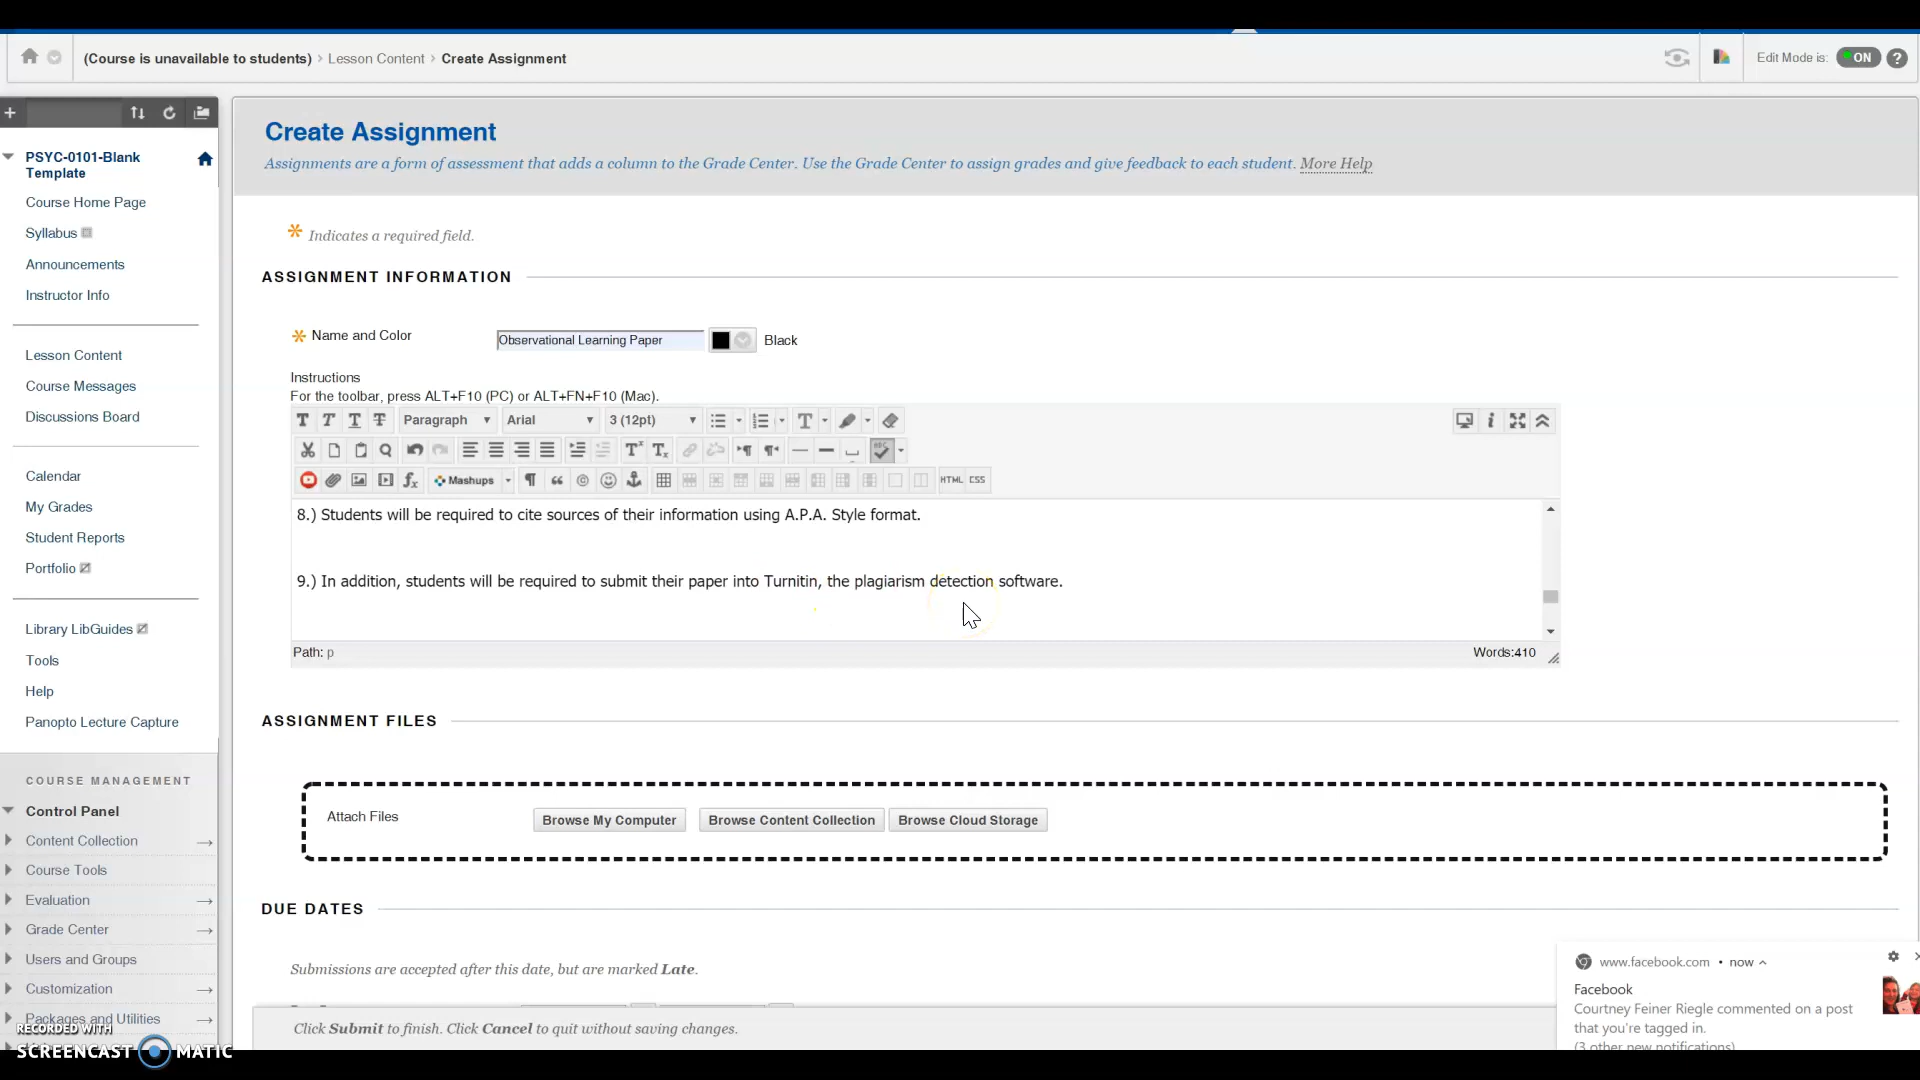 (Course is unavailable to students) › Lesson Content › Create Assignment
Edit Mode is: ON ?
PSYC-0101-Blank
Template
Course Home Page
Syllabus
Announcements
Instructor Info
Lesson Content
Course Messages
Discussions Board
Calendar
My Grades
Student Reports
Portfolio
Library LibGuides
Tools
Help
Panopto Lecture Capture
COURSE MANAGEMENT
Control Panel
Content Collection
Course Tools
Evaluation
Grade Center
Users and Groups
Customization
Packages and Utilities
RECORDED WITH
SCREENCAST MATIC
Create Assignment
Assignments are a form of assessment that adds a column to the Grade Center. Use the Grade Center to assign grades and give feedback to each student. More Help
Indicates a required field.
ASSIGNMENT INFORMATION
Name and Color
Observational Learning Paper
Black
Instructions
For the toolbar, press ALT+F10 (PC) or ALT+FN+F10 (Mac).
Paragraph Arial 3 (12pt)
Mashups HTML CSS
8.) Students will be required to cite sources of their information using A.P.A. Style format.
9.) In addition, students will be required to submit their paper into Turnitin, the plagiarism detection software.
Path: p
Words:410
ASSIGNMENT FILES
Attach Files
Browse My Computer
Browse Content Collection
Browse Cloud Storage
DUE DATES
Submissions are accepted after this date, but are marked Late.
Click Submit to finish. Click Cancel to quit without saving changes.
www.facebook.com • now
Facebook
Courtney Feiner Riegle commented on a post
that you're tagged in.
(3 other new notifications)